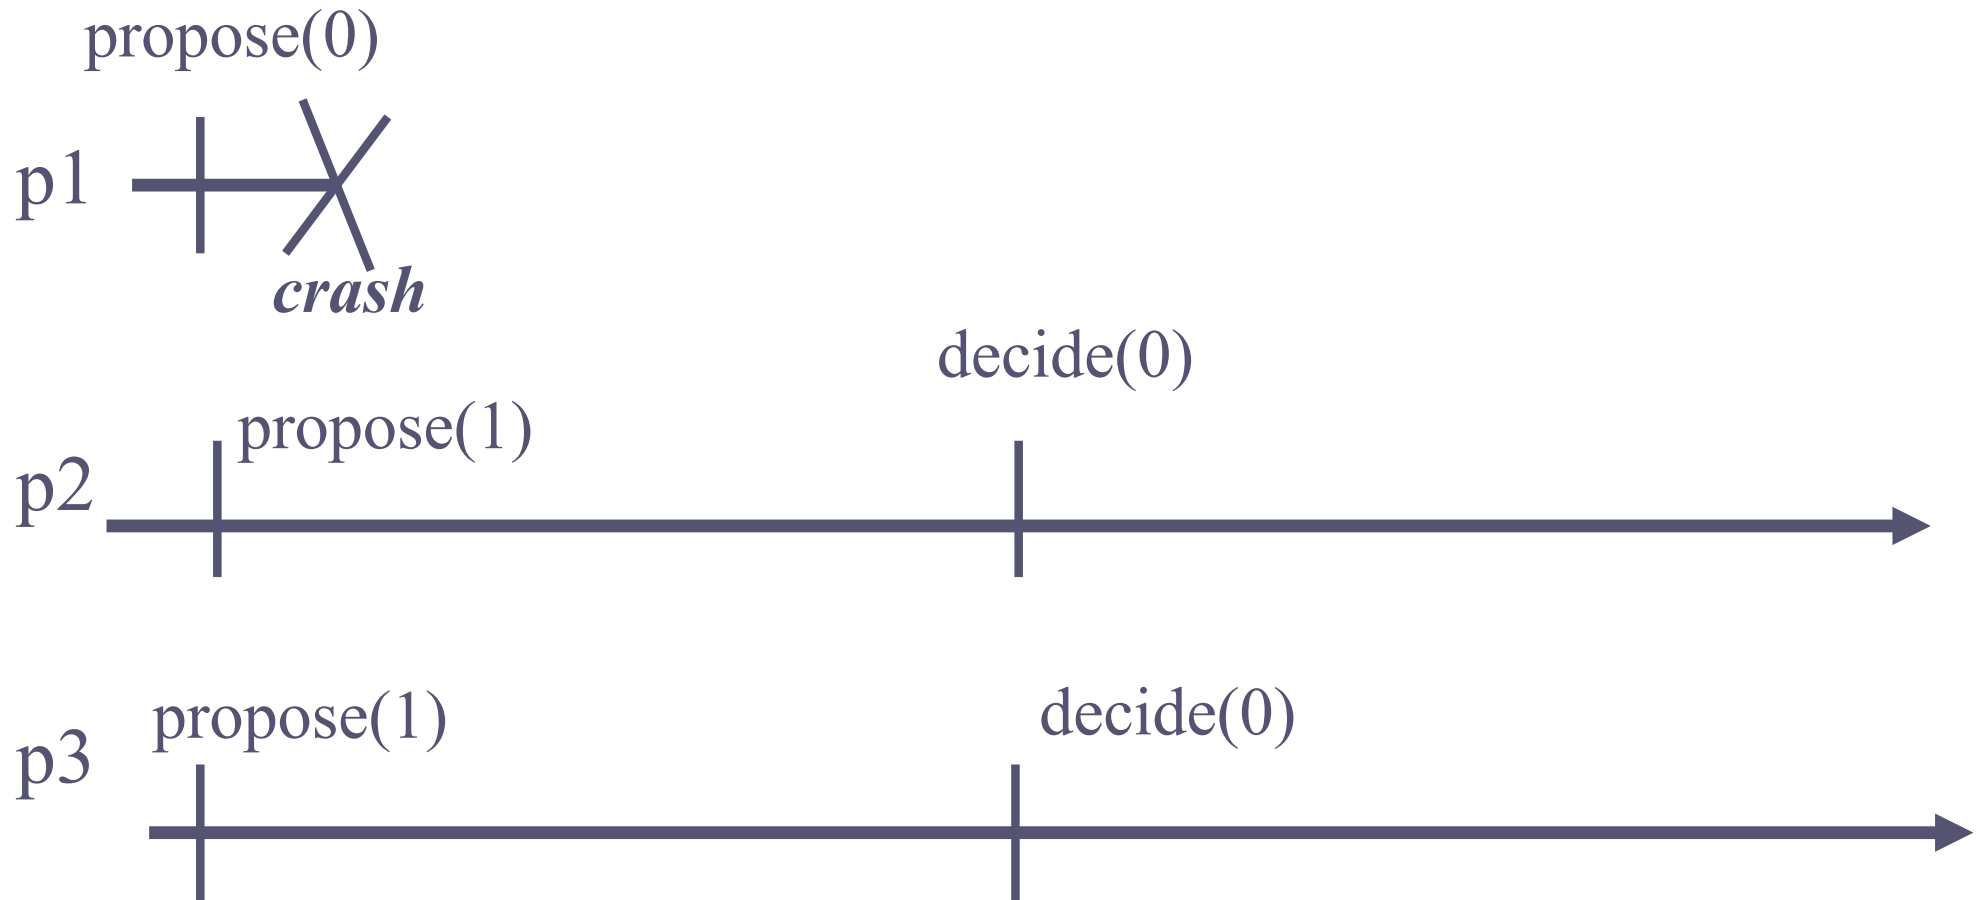 propose(0)
p1
crash
decide(0)
propose(1)
p2
propose(1)
decide(0)
p3